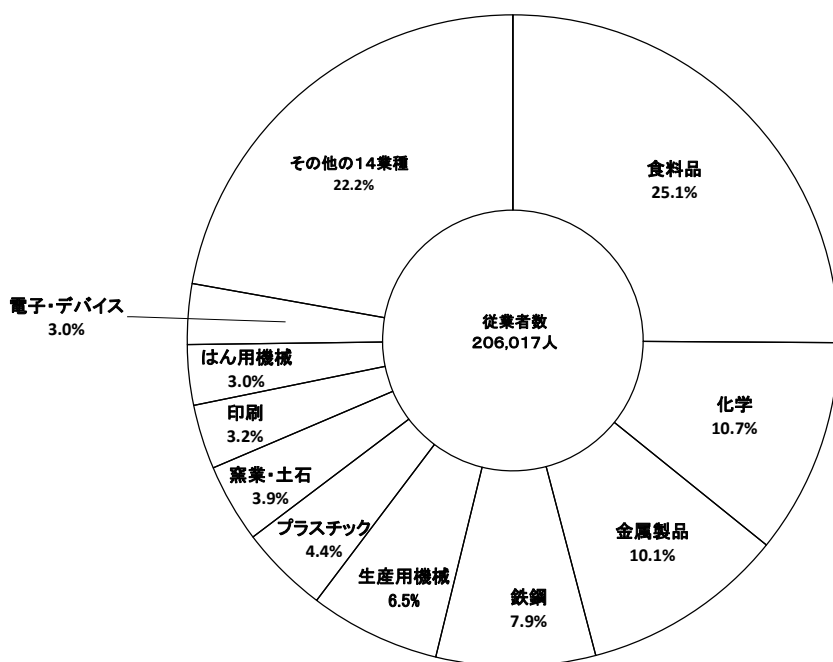 その他の14業種
22.2%
食料品
25.1%
電子・デバイス
3.0%
従業者数
206,017人
はん用機械
3.0%
化学
10.7%
印刷
3.2%
窯業・土石
3.9%
プラスチック
4.4%
金属製品
10.1%
生産用機械
6.5%
鉄鋼
7.9%